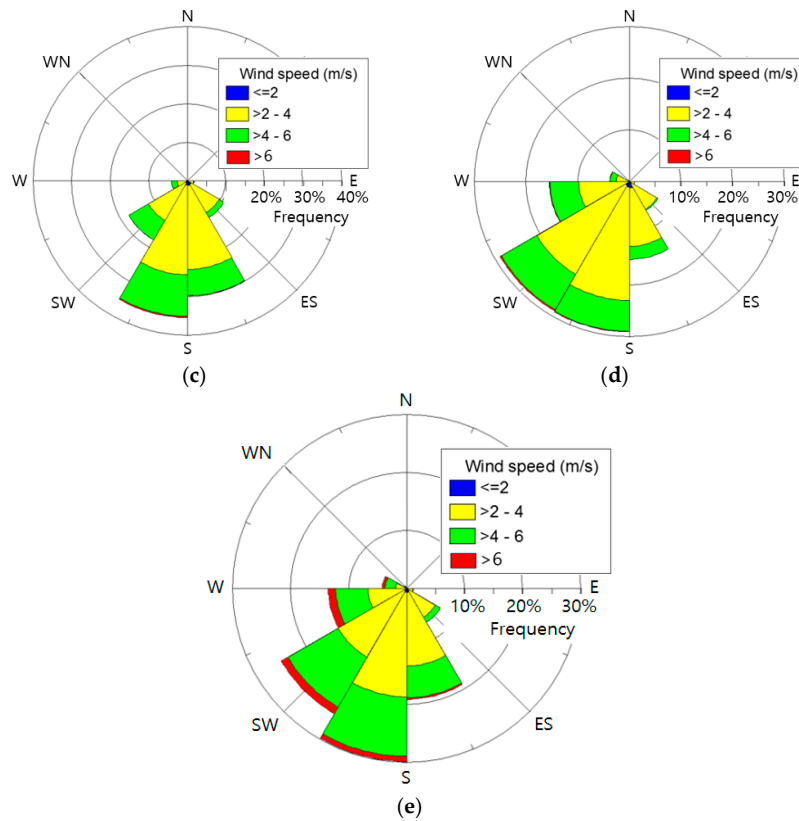 N
WN
Wind speed (m/s)
<=2
>2 - 4
>4 - 6
>6
W
E
20% 30% 40%
Frequency
SW
ES
S
(c)
N
WN
Wind speed (m/s)
<=2
>2 - 4
>4 - 6
>6
W
E
10% 20% 30%
Frequency
SW
ES
S
(d)
N
WN
Wind speed (m/s)
<=2
>2 - 4
>4 - 6
>6
W
E
10% 20% 30%
Frequency
SW
ES
S
(e)